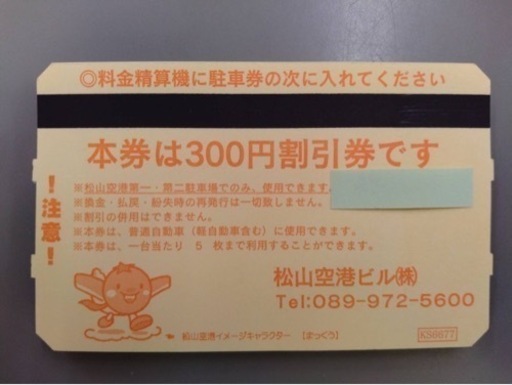 ◎料金精算機に駐車券の次に入れてください
本券は300円割引券です
！注意！
※松山空港第一・第二駐車場でのみ、使用できます。
※換金・払戻・紛失時の再発行は一切致しません。
※割引の併用はできません。
※本券は、普通自動車（軽自動車含む）に使用できます。
※本券は、一台当たり 5 枚まで利用することができます。
松山空港ビル㈱
Tel:089-972-5600
松山空港イメージキャラクター 【まっくう】
KS0677